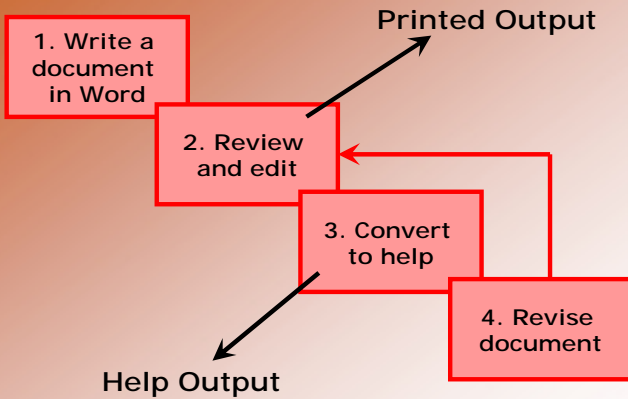 Printed Output
1. Write a
document
in Word
2. Review
and edit
3. Convert
to help
4. Revise
document
Help Output